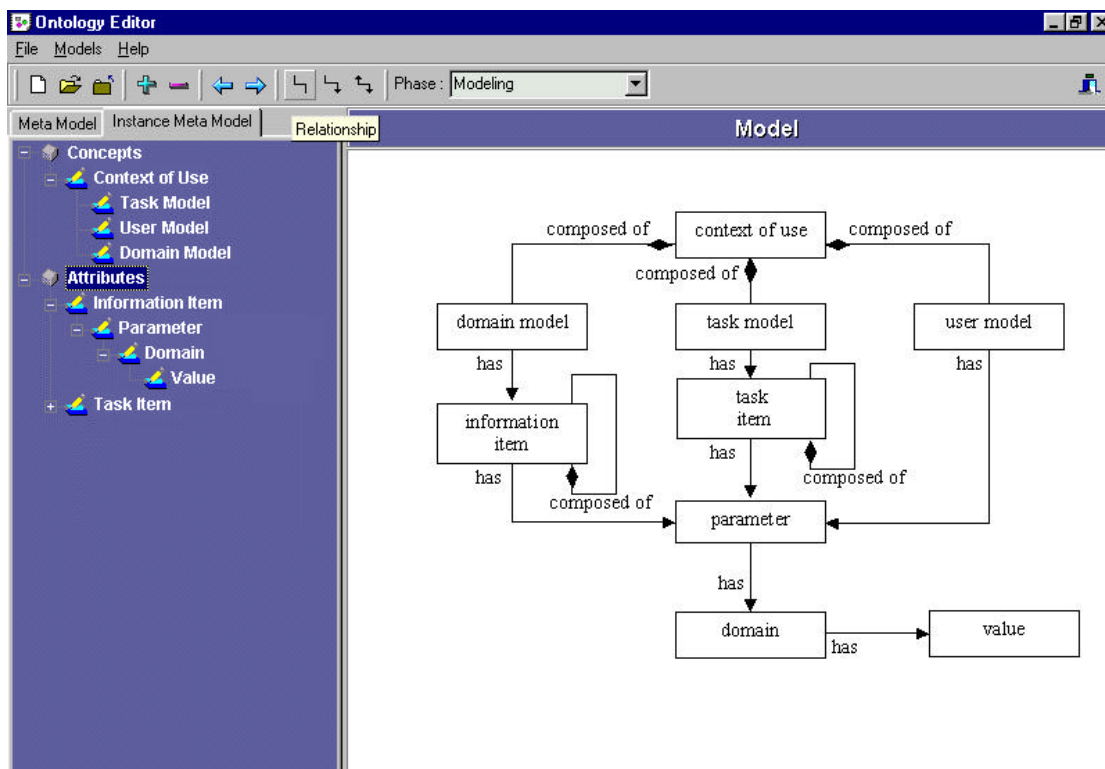 Ontology Editor
File Models Help
Phase : Modeling
Meta Model Instance Meta Model
Relationship
Model
Concepts
Context of Use
Task Model
User Model
Domain Model
Attributes
Information Item
Parameter
Domain
Value
Task Item
composed of
context of use
composed of
composed of
domain model
task model
user model
has
has
has
information
item
task
item
has
has
composed of
composed of
parameter
has
domain
has
value